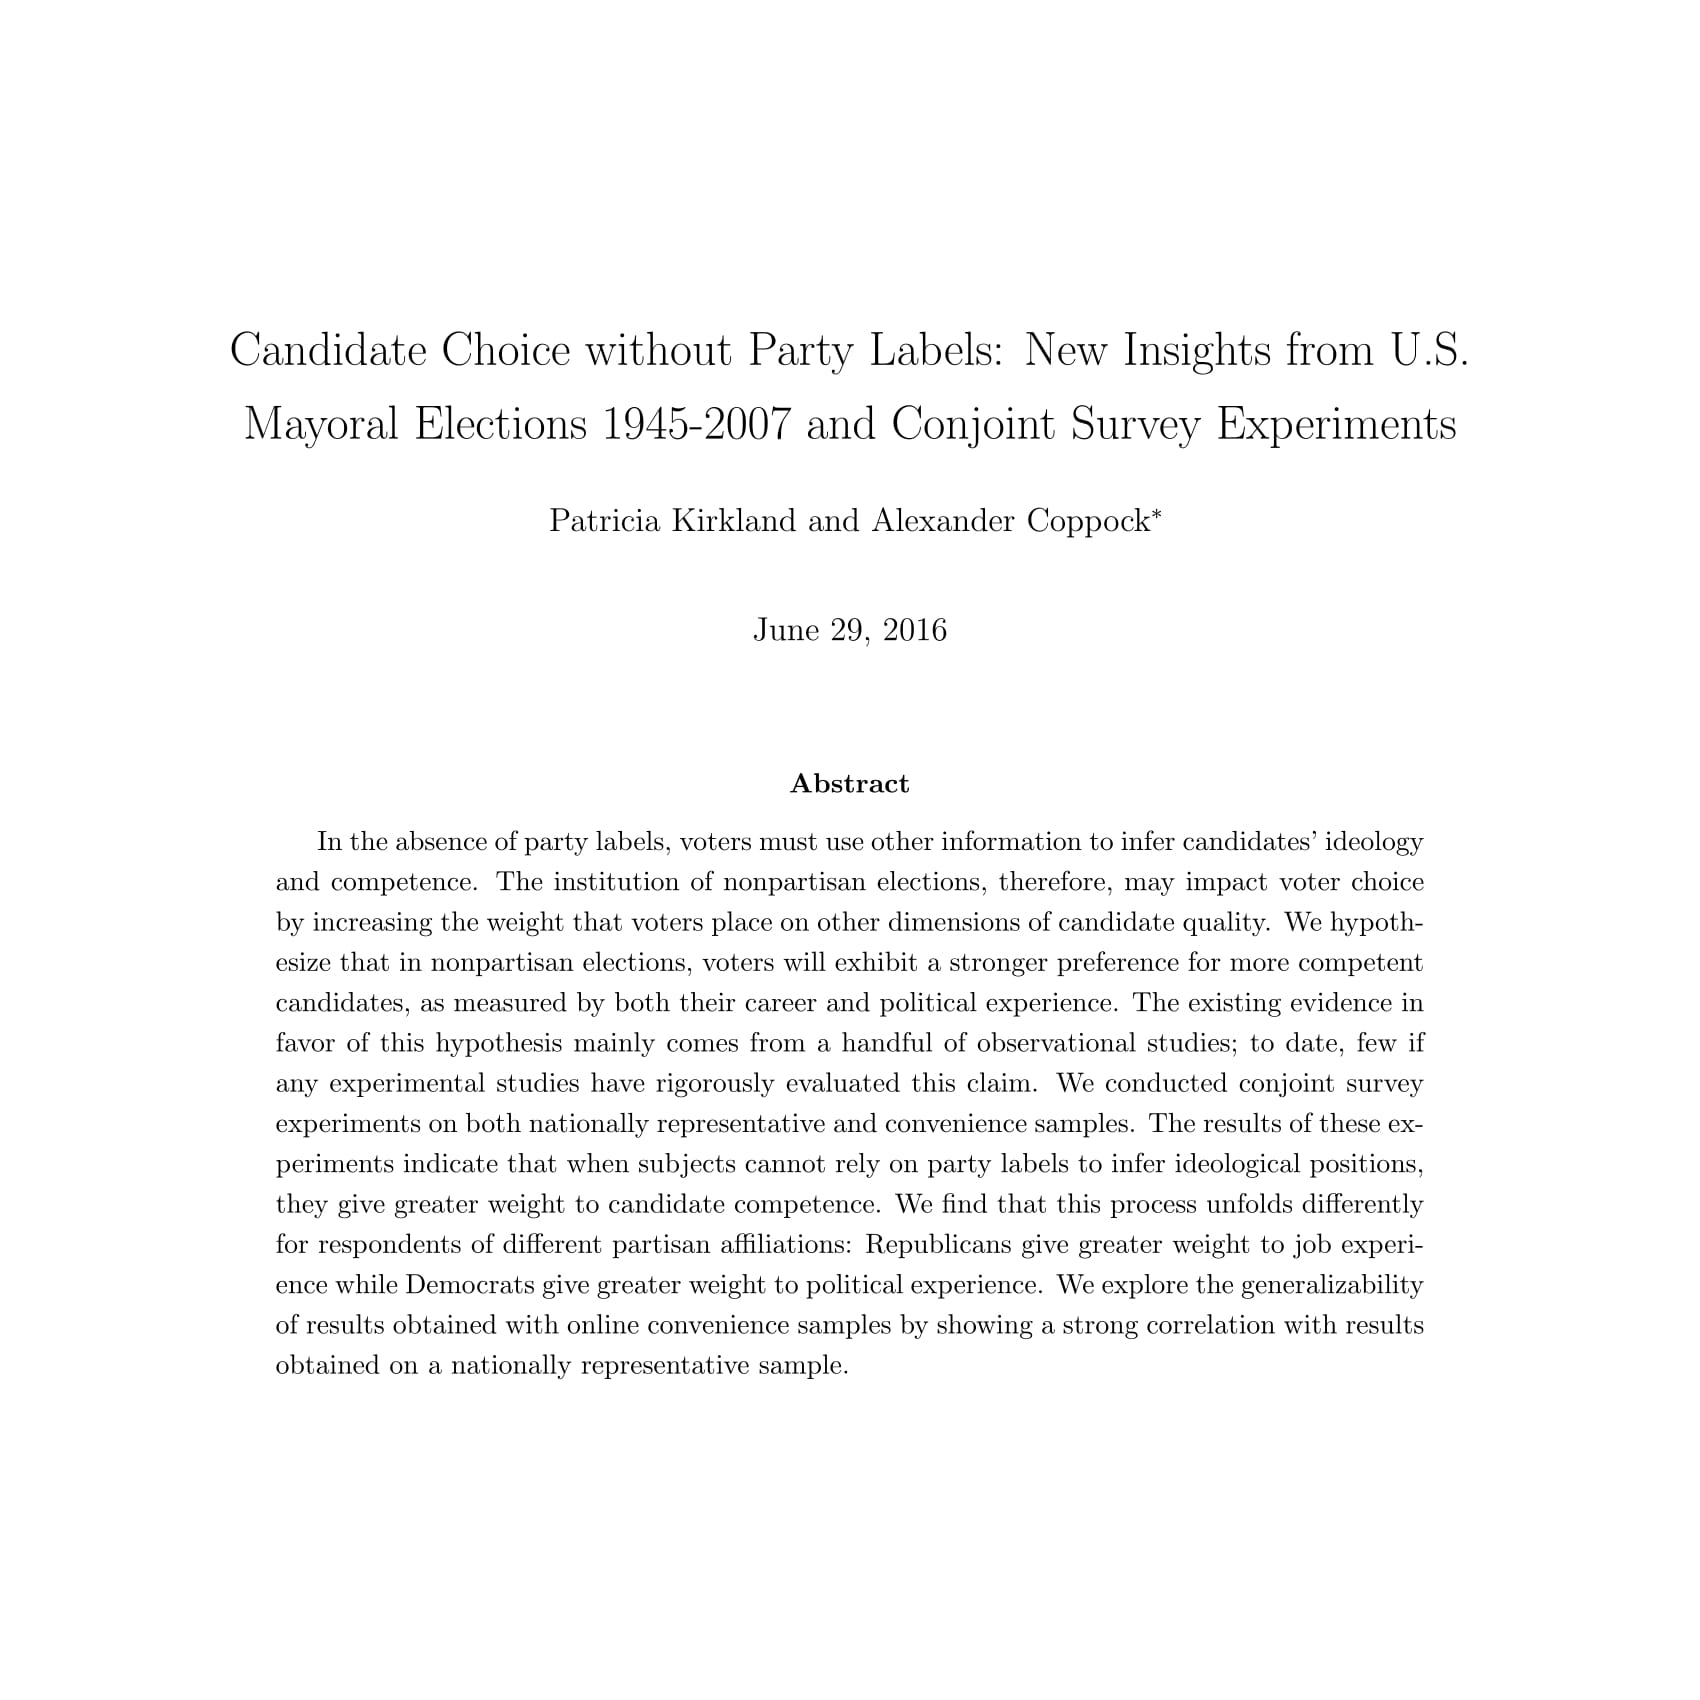 Candidate Choice without Party Labels: New Insights from U.S.
Mayoral Elections 1945-2007 and Conjoint Survey Experiments
Patricia Kirkland and Alexander Coppock*
June 29, 2016
Abstract
In the absence of party labels, voters must use other information to infer candidates' ideology
and competence. The institution of nonpartisan elections, therefore, may impact voter choice
by increasing the weight that voters place on other dimensions of candidate quality. We hypoth-
esize that in nonpartisan elections, voters will exhibit a stronger preference for more competent
candidates, as measured by both their career and political experience. The existing evidence in
favor of this hypothesis mainly comes from a handful of observational studies; to date, few if
any experimental studies have rigorously evaluated this claim. We conducted conjoint survey
experiments on both nationally representative and convenience samples. The results of these ex-
periments indicate that when subjects cannot rely on party labels to infer ideological positions,
they give greater weight to candidate competence. We find that this process unfolds differently
for respondents of different partisan affiliations: Republicans give greater weight to job experi-
ence while Democrats give greater weight to political experience. We explore the generalizability
of results obtained with online convenience samples by showing a strong correlation with results
obtained on a nationally representative sample.